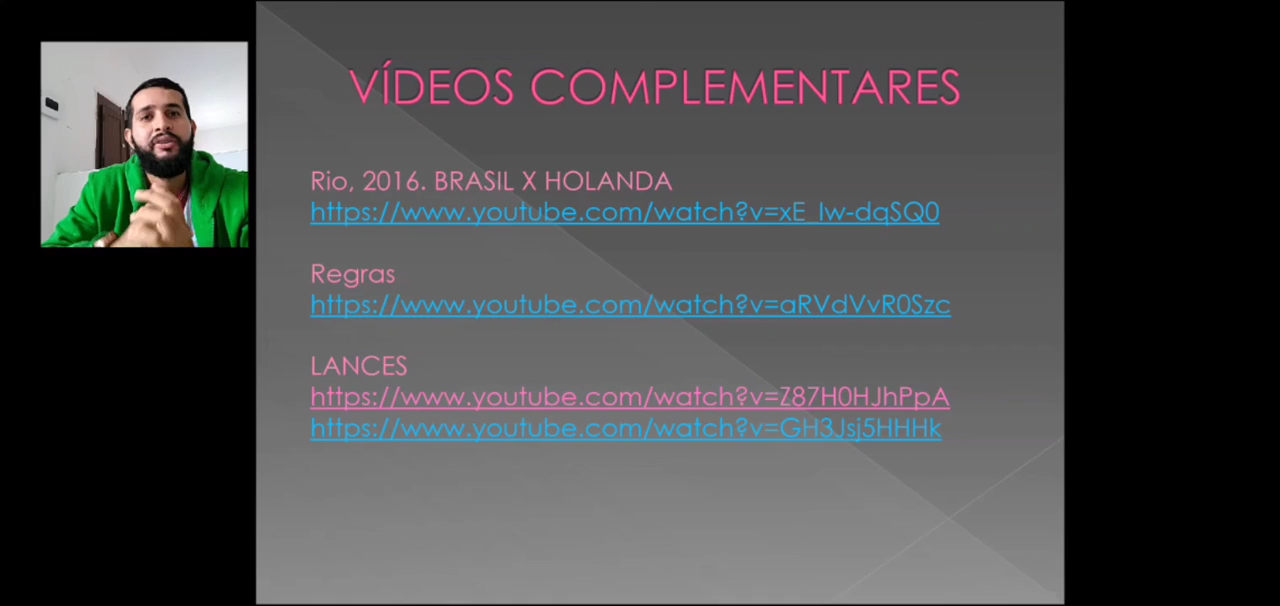 VÍDEOS COMPLEMENTARES
Rio, 2016. BRASIL X HOLANDA
https://www.youtube.com/watch?v=xE_lw-dqSQ0
Regras
https://www.youtube.com/watch?v=aRVdVvR0Szc
LANCES
https://www.youtube.com/watch?v=Z87H0HJhPpA
https://www.youtube.com/watch?v=GH3Jsj5HHHk